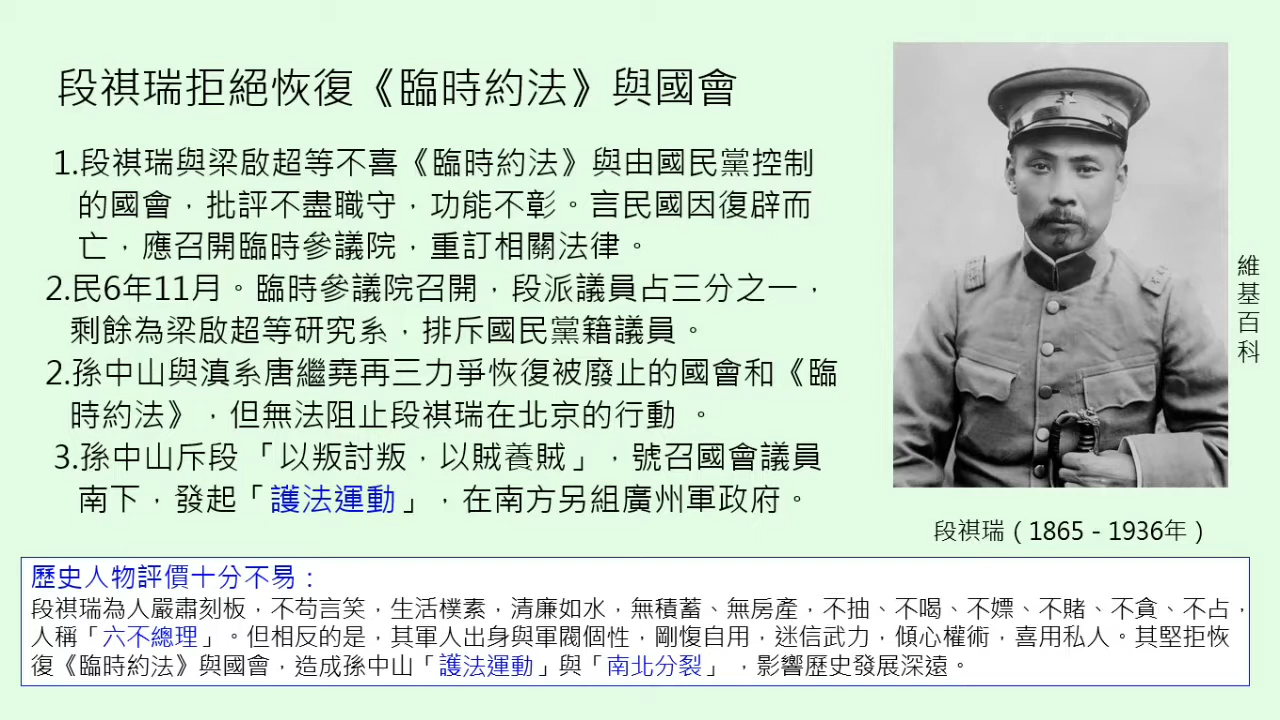 段祺瑞拒絕恢復《臨時約法》與國會
1.段祺瑞與梁啟超等不喜《臨時約法》與由國民黨控制
的國會，批評不盡職守，功能不彰。言民國因復辟而
亡，應召開臨時參議院，重訂相關法律。
2.民6年11月。臨時參議院召開，段派議員占三分之一，
剩餘為梁啟超等研究系，排斥國民黨籍議員。
2.孫中山與滇系唐繼堯再三力爭恢復被廢止的國會和《臨
時約法》，但無法阻止段祺瑞在北京的行動 。
3.孫中山斥段「以叛討叛，以賊養賊」，號召國會議員
南下，發起「護法運動」，在南方另組廣州軍政府。
維基百科
段祺瑞（1865 - 1936年）
歷史人物評價十分不易：
段祺瑞為人嚴肅刻板，不苟言笑，生活樸素，清廉如水，無積蓄、無房產，不抽、不喝、不嫖、不賭、不貪、不占，
人稱「六不總理」。但相反的是，其軍人出身與軍閥個性，剛愎自用，迷信武力，傾心權術，喜用私人。其堅拒恢
復《臨時約法》與國會，造成孫中山「護法運動」與「南北分裂」，影響歷史發展深遠。